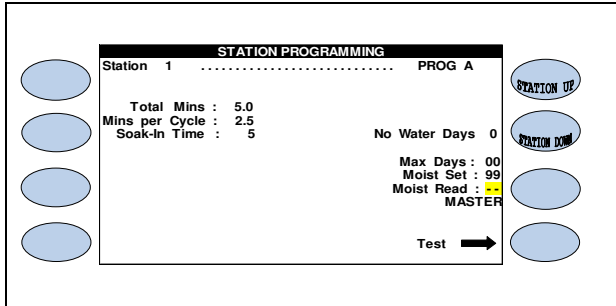 STATION PROGRAMMING
Station 1 ........................... PROG A
STATION UP
Total Mins : 5.0
Mins per Cycle : 2.5
Soak-In Time : 5 No Water Days 0
STATION DOWN
Max Days : 00
Moist Set : 99
Moist Read : --
MASTER
Test